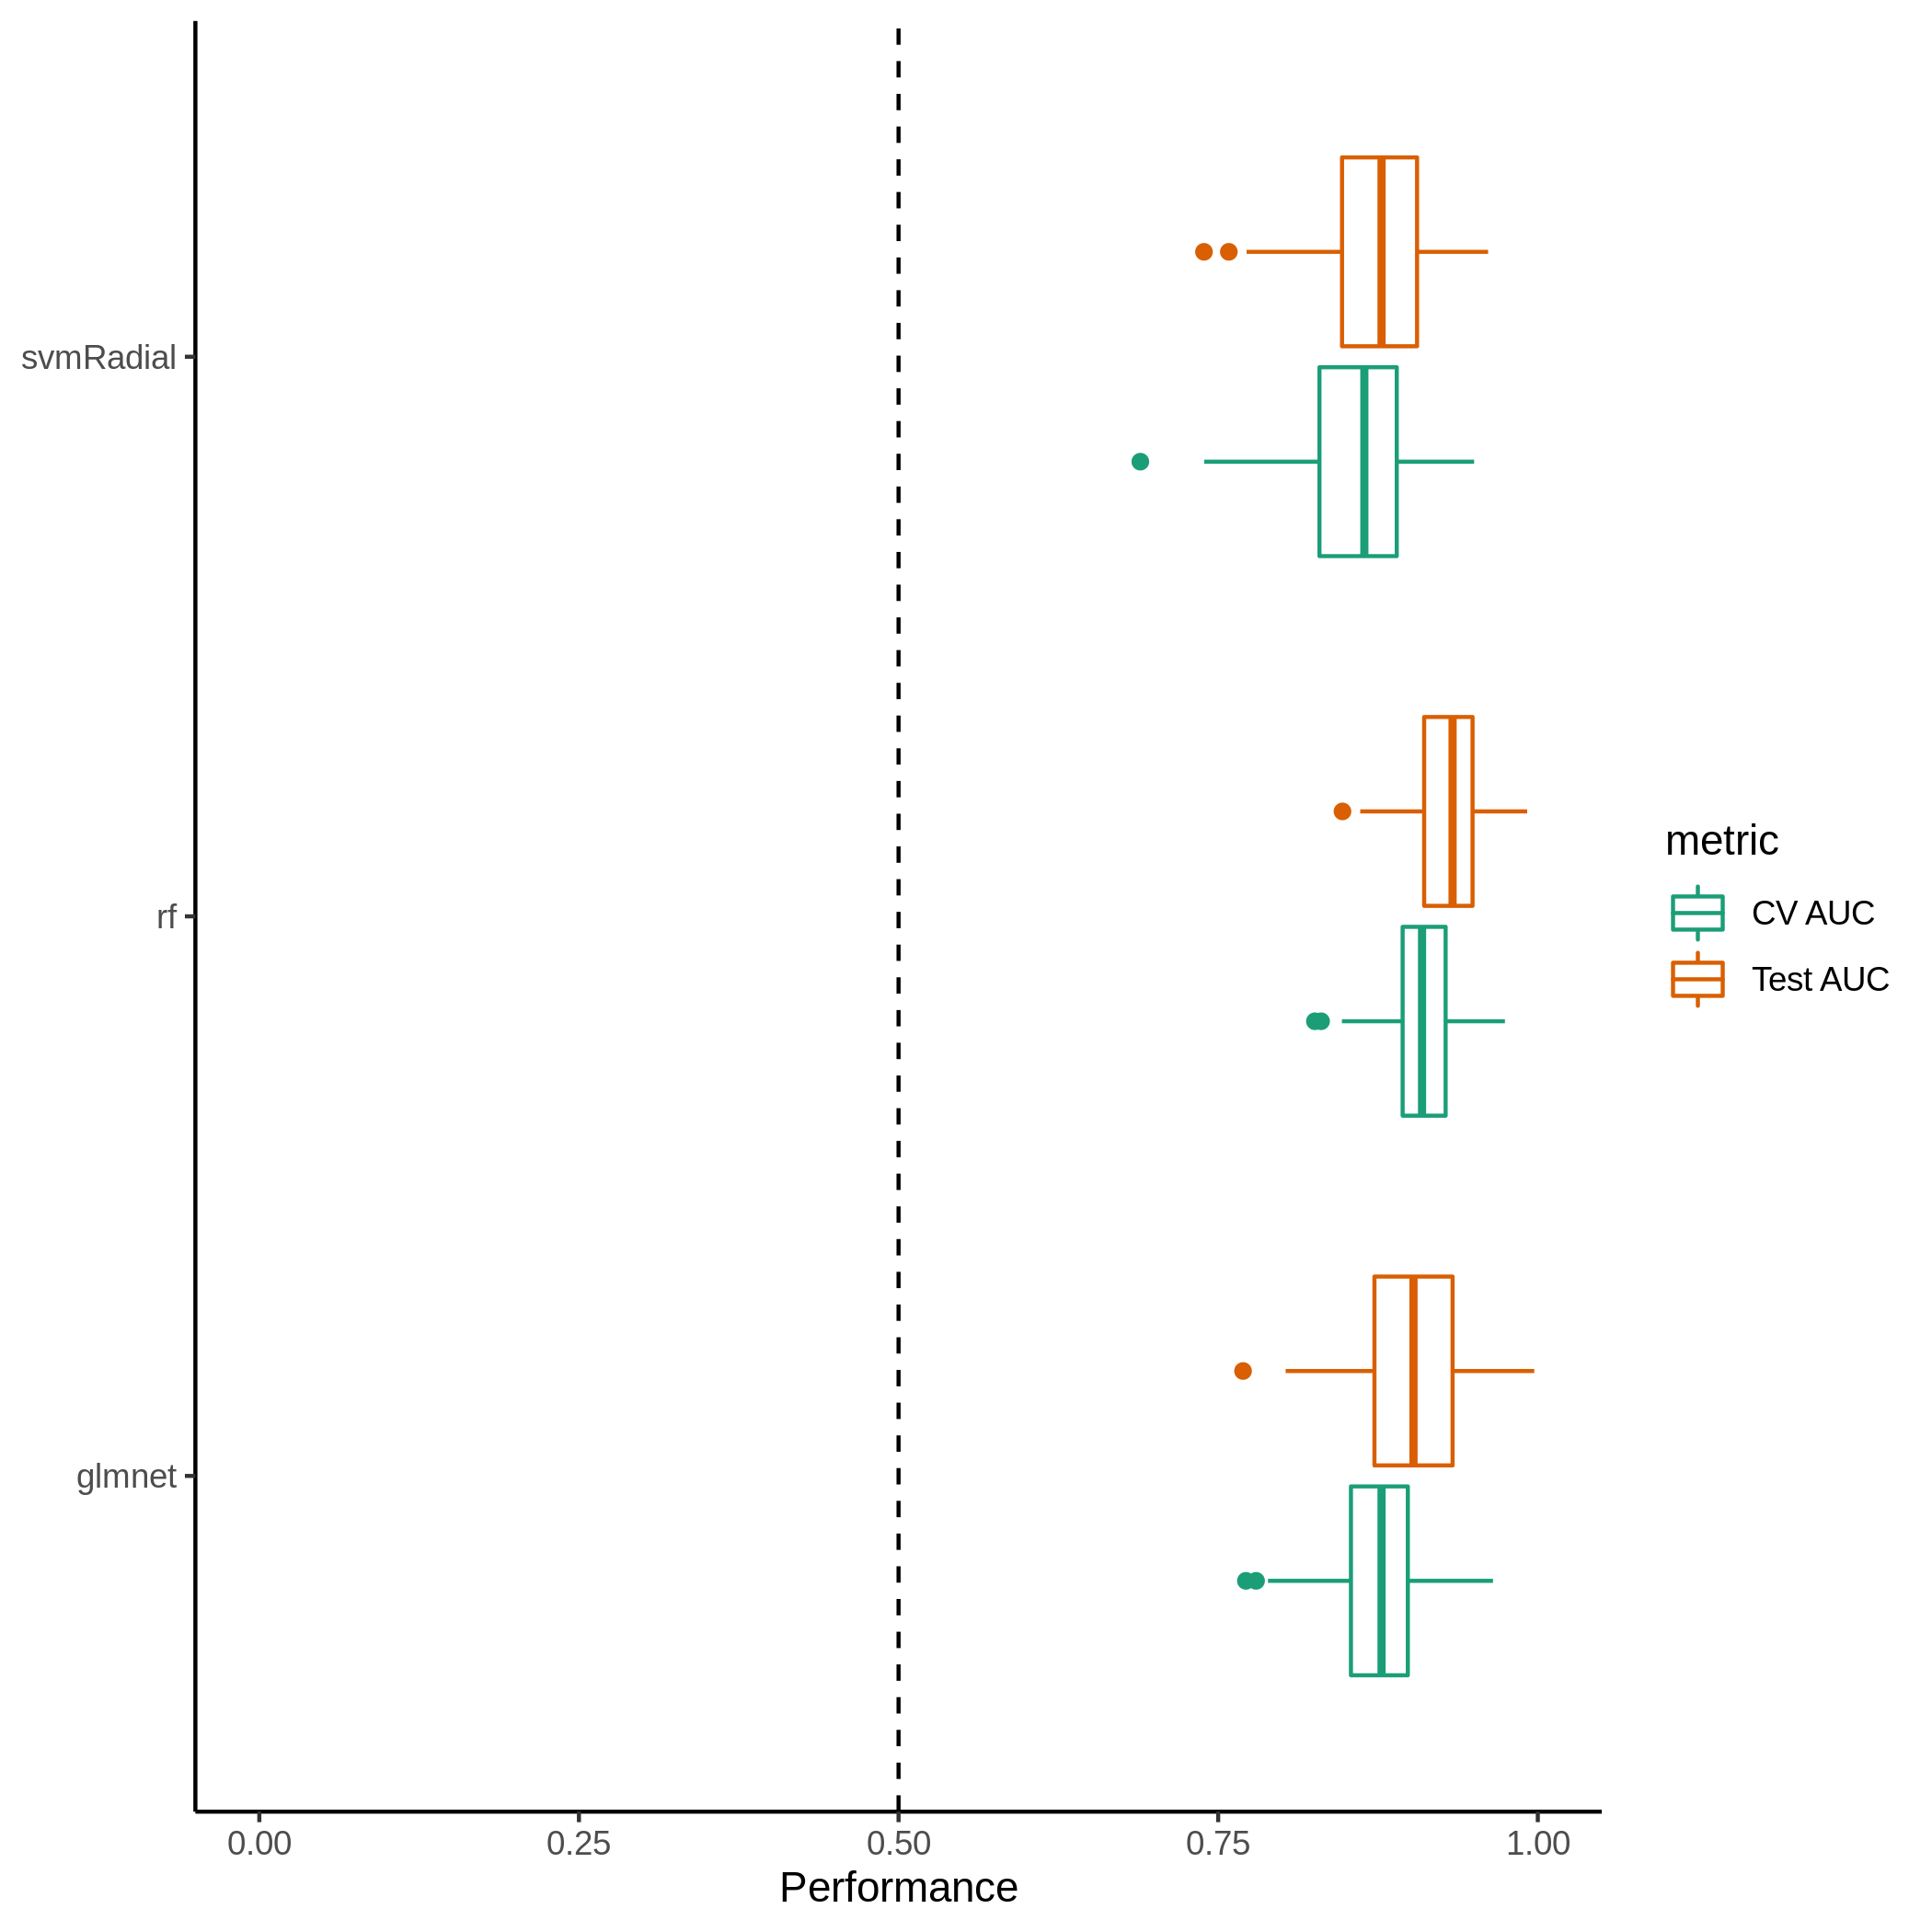 svmRadial
rf
glmnet
0.00 0.25 0.50 0.75 1.00
Performance
metric
CV AUC
Test AUC